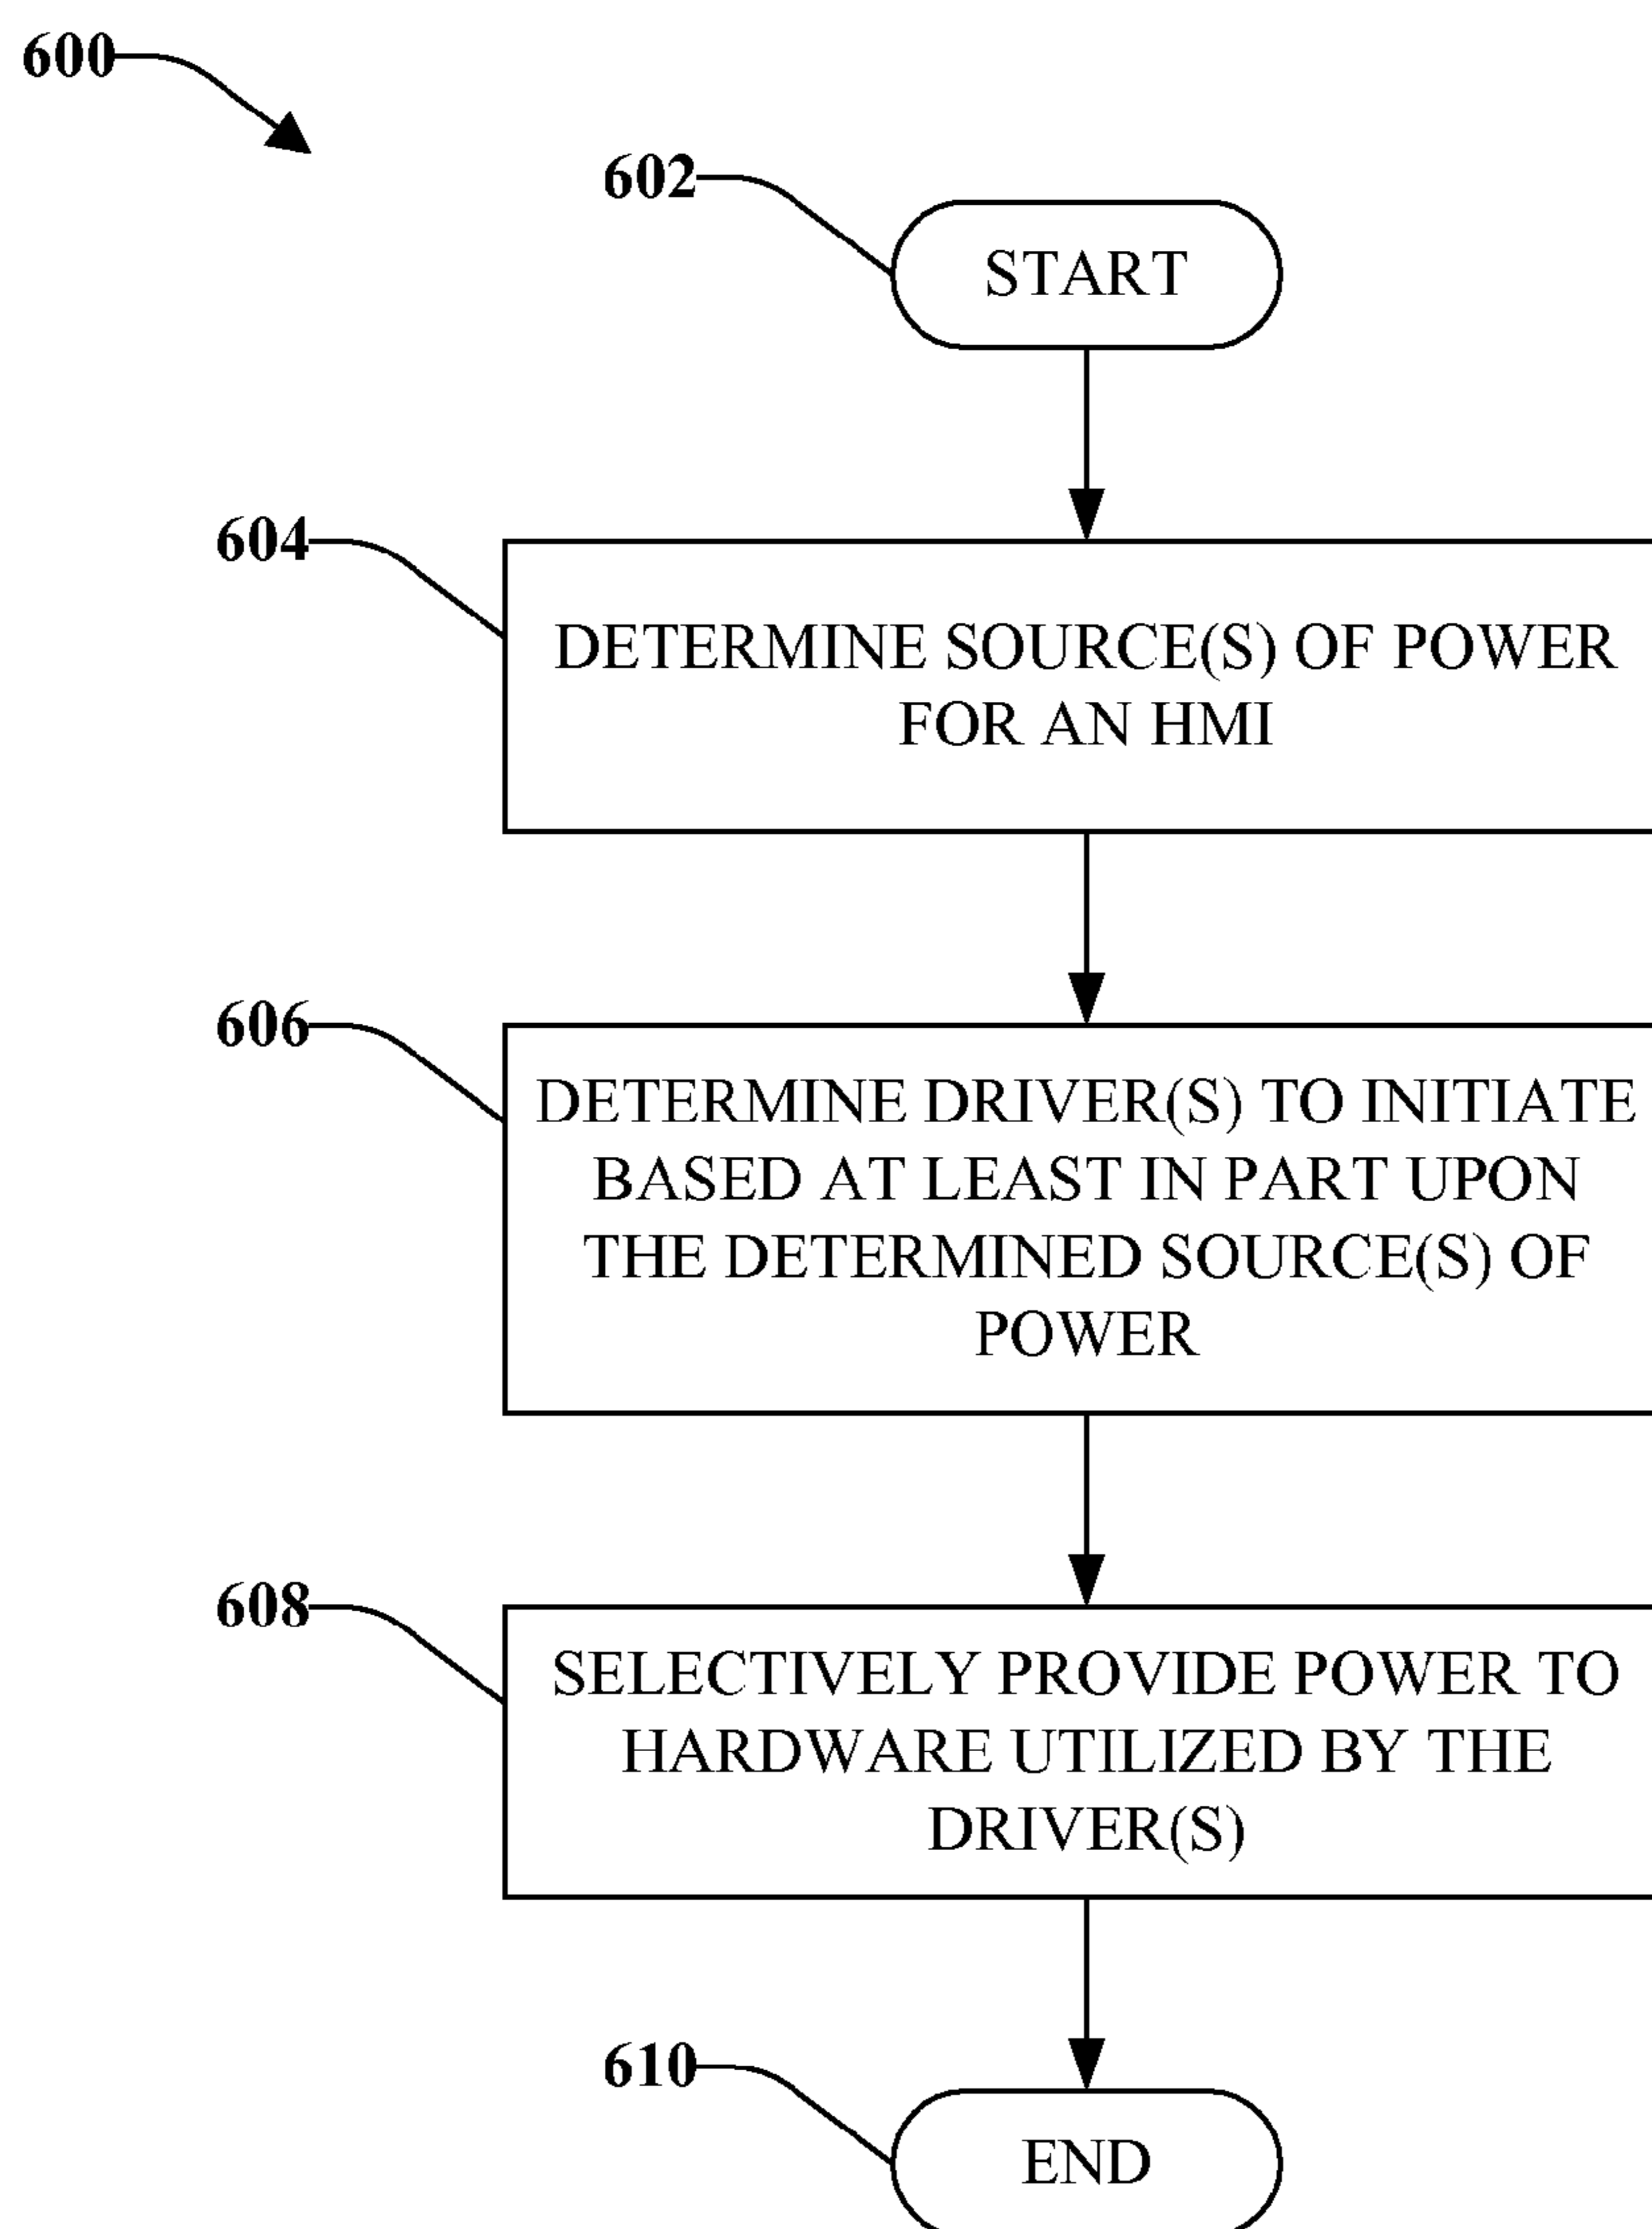 600
602
START
604
DETERMINE SOURCE(S) OF POWER
FOR AN HMI
606
DETERMINE DRIVER(S) TO INITIATE
BASED AT LEAST IN PART UPON
THE DETERMINED SOURCE(S) OF
POWER
608
SELECTIVELY PROVIDE POWER TO
HARDWARE UTILIZED BY THE
DRIVER(S)
610
END